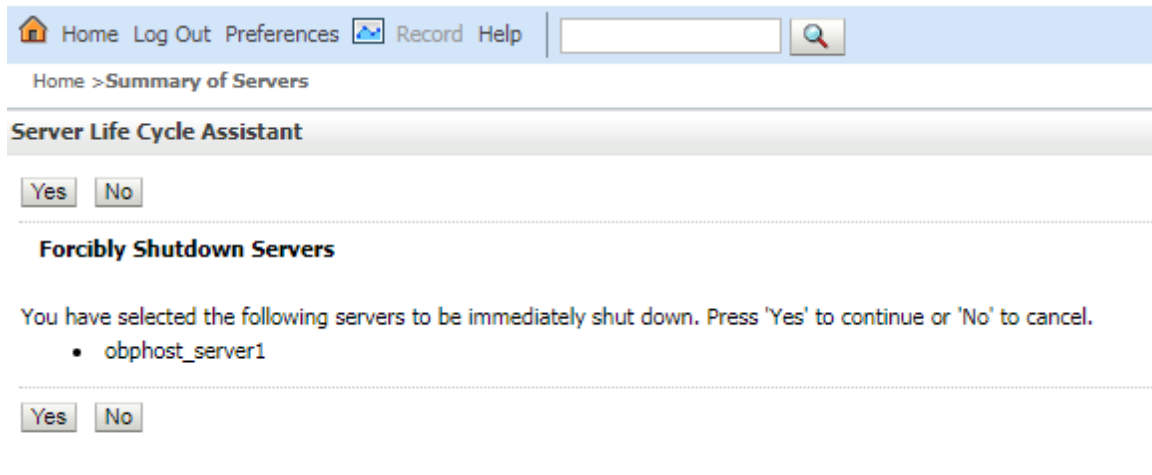 Home Log Out Preferences Record Help
Home >Summary of Servers
Server Life Cycle Assistant
Yes No
Forcibly Shutdown Servers
You have selected the following servers to be immediately shut down. Press 'Yes' to continue or 'No' to cancel.
• obphost_server1
Yes No